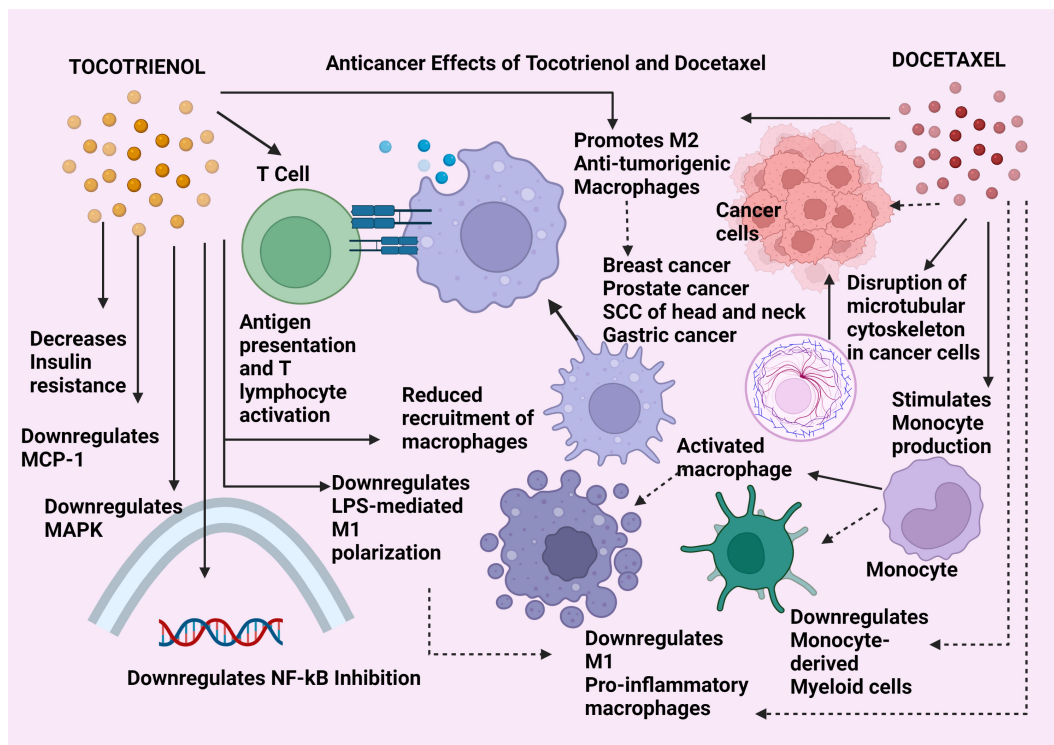 Anticancer Effects of Tocotrienol and Docetaxel
TOCOTRIENOL
DOCETAXEL
T Cell
Promotes M2
Anti-tumorigenic
Macrophages
Cancer
cells
Breast cancer
Prostate cancer
SCC of head and neck
Gastric cancer
Disruption of
microtubular
cytoskeleton
in cancer cells
Decreases
Insulin
resistance
Antigen
presentation
and T
lymphocyte
activation
Reduced
recruitment of
macrophages
Stimulates
Monocyte
production
Downregulates
MCP-1
Activated
macrophage
Downregulates
MAPK
Downregulates
LPS-mediated
M1
polarization
Monocyte
Downregulates NF-kB Inhibition
Downregulates
M1
Pro-inflammatory
macrophages
Downregulates
Monocyte-
derived
Myeloid cells